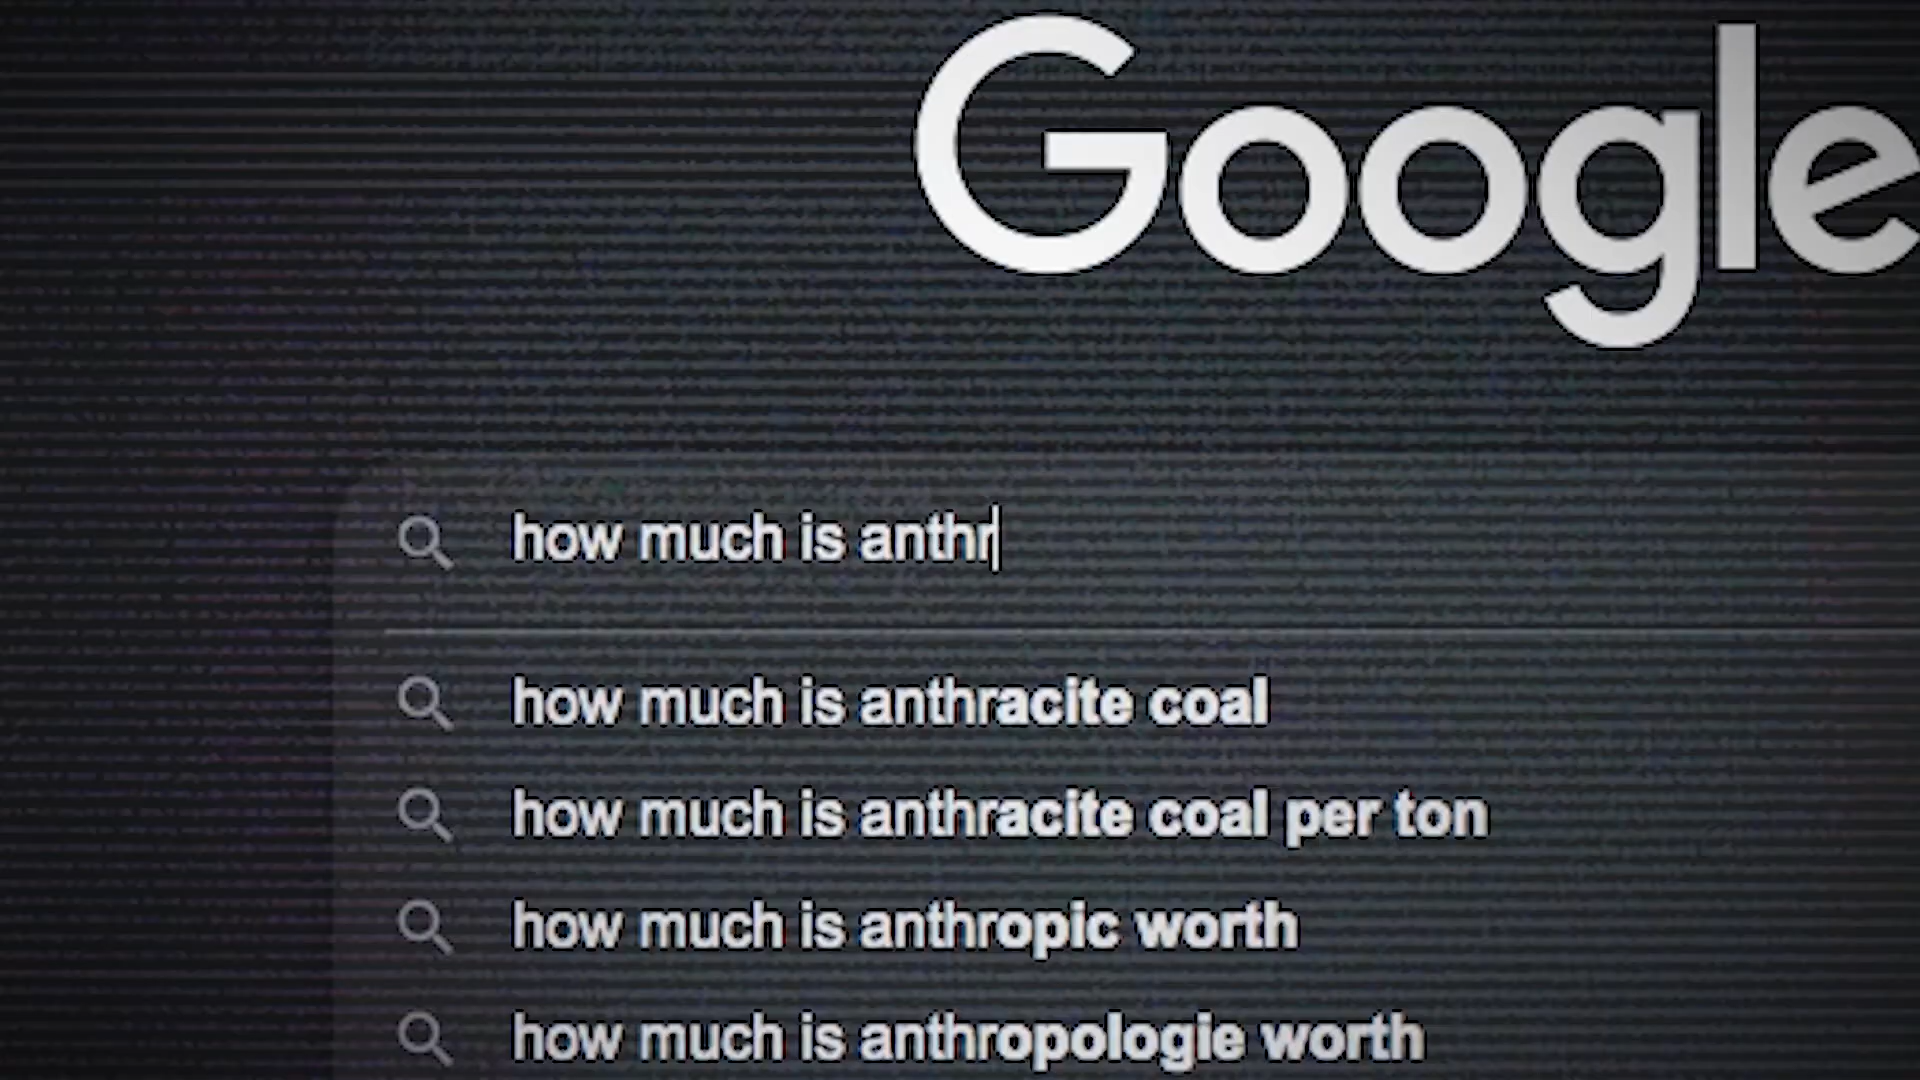 Google
how much is anthr
how much is anthracite coal
how much is anthracite coal per ton
how much is anthropic worth
how much is anthropologie worth